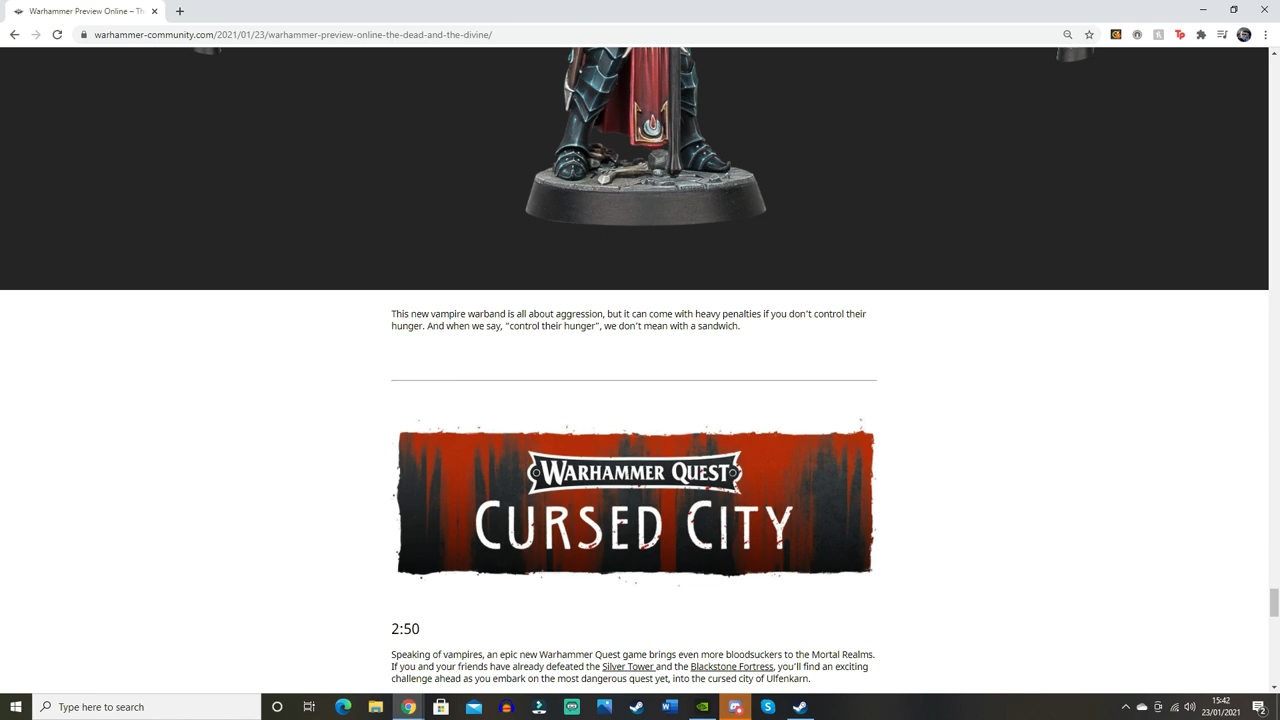 Warhammer Preview Online – Th
warhammer-community.com/2021/01/23/warhammer-preview-online-the-dead-and-the-divine/
This new vampire warband is all about aggression, but it can come with heavy penalties if you don't control their
hunger. And when we say, “control their hunger”, we don't mean with a sandwich.
WARHAMMER QUEST
CURSED CITY
2:50
Speaking of vampires, an epic new Warhammer Quest game brings even more bloodsuckers to the Mortal Realms.
If you and your friends have already defeated the Silver Tower and the Blackstone Fortress, you'll find an exciting
challenge ahead as you embark on the most dangerous quest yet, into the cursed city of Ulfenkarn.
Type here to search
15:42
23/01/2021
2